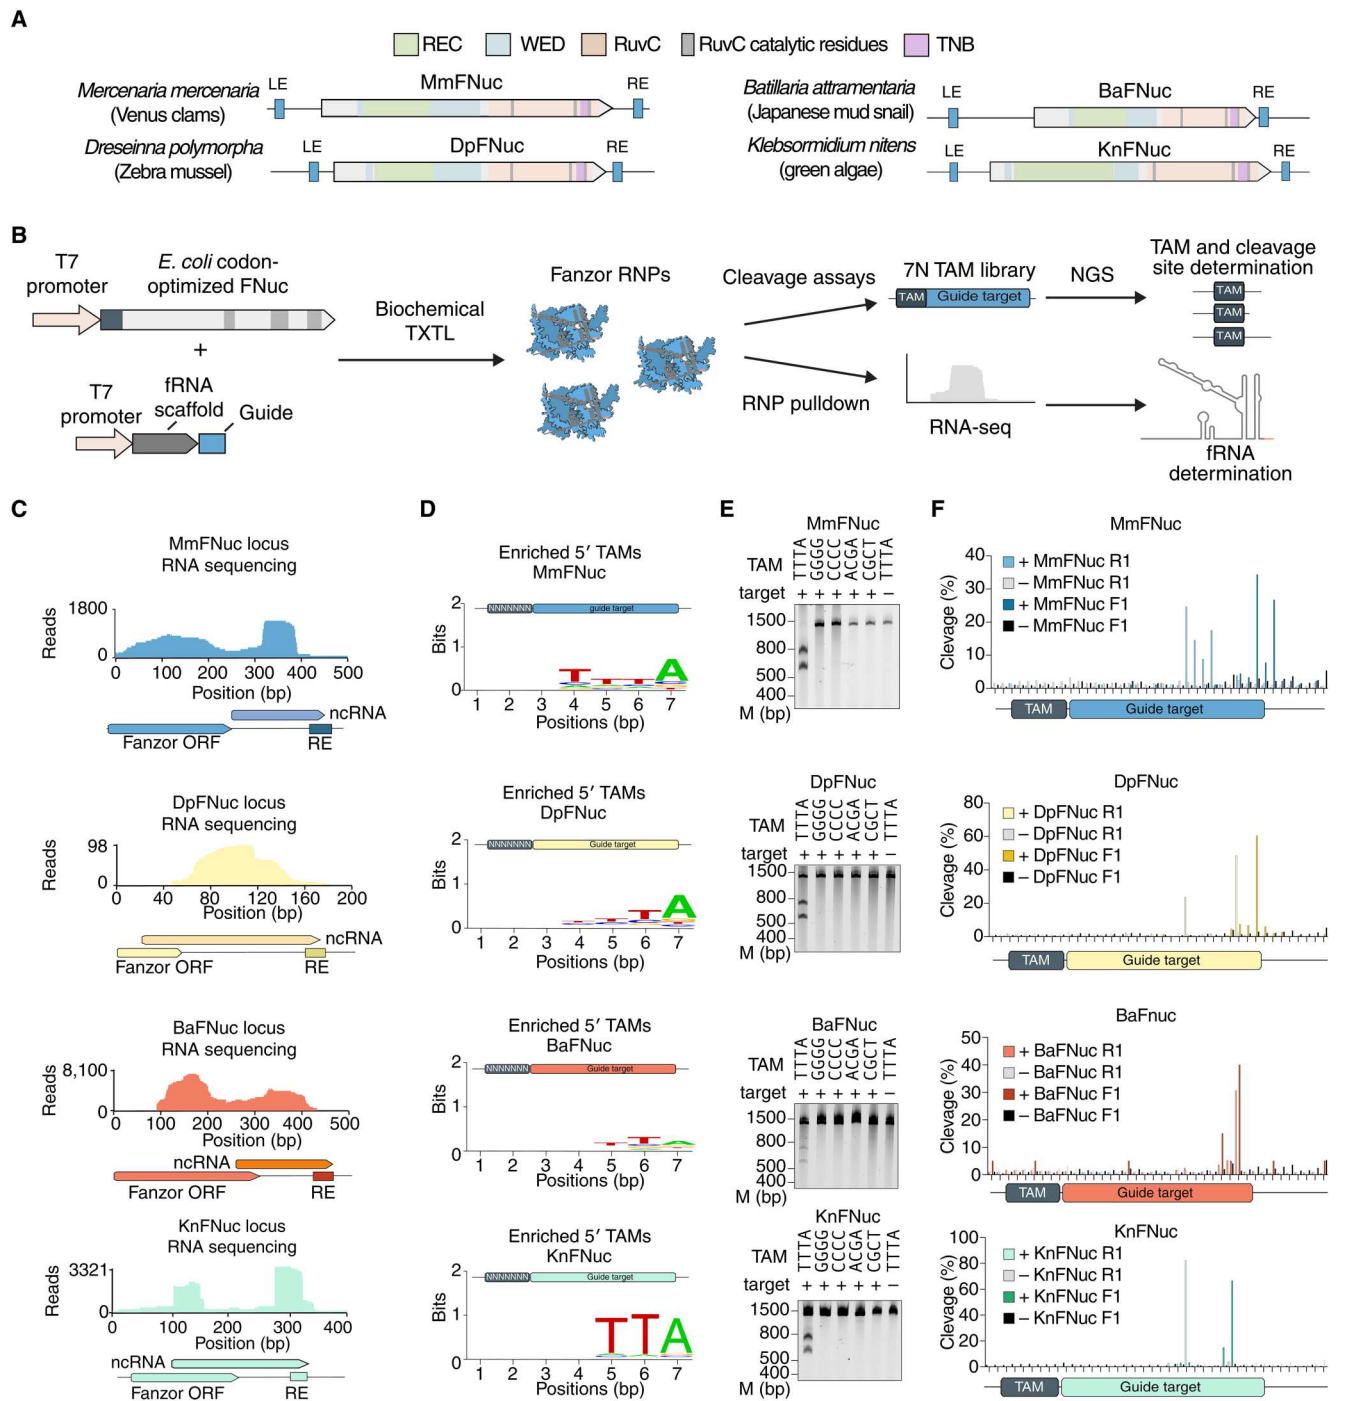 A
REC WED RuvC RuvC catalytic residues TNB
Mercenaria mercenaria
(Venus clams)
LE MmFNuc RE
Dreseinna polymorpha
(Zebra mussel)
LE DpFNuc RE
Batillaria attramentaria
(Japanese mud snail)
LE BaFNuc RE
Klebsormidium nitens
(green algae)
LE KnFNuc RE
B
T7
promoter
E. coli codon-
optimized FNuc
+
T7
promoter
fRNA
scaffold
Guide
Biochemical
TXTL
Fanzor RNPs
Cleavage assays
RNP pulldown
7N TAM library
TAM Guide target
NGS
RNA-seq
TAM and cleavage
site determination
TAM
TAM
TAM
fRNA
determination
C
MmFNuc locus
RNA sequencing
Reads
1800
0
0 100 200 300 400 500
Position (bp)
ncRNA
Fanzor ORF RE
DpFNuc locus
RNA sequencing
Reads
98
0
0 40 80 120 160 200
Position (bp)
ncRNA
Fanzor ORF RE
BaFNuc locus
RNA sequencing
Reads
8,100
0
0 100 200 300 400 500
Position (bp)
ncRNA
Fanzor ORF RE
KnFNuc locus
RNA sequencing
Reads
3321
0
0 100 200 300 400
Position (bp)
ncRNA
Fanzor ORF RE
D
Enriched 5′ TAMs
MmFNuc
NNNNNNN guide target
Bits
2
1
0
T T T A
1 2 3 4 5 6 7
Positions (bp)
Enriched 5′ TAMs
DpFNuc
NNNNNNN Guide target
Bits
2
1
0
T T T A
1 2 3 4 5 6 7
Positions (bp)
Enriched 5′ TAMs
BaFNuc
NNNNNNN Guide target
Bits
2
1
0
T T A
1 2 3 4 5 6 7
Positions (bp)
Enriched 5′ TAMs
KnFNuc
NNNNNNN Guide target
Bits
2
1
0
T T A
1 2 3 4 5 6 7
Positions (bp)
E
MmFNuc
TAM TTTA GGGG CCCC ACGA CGCT TTTA
target + + + + + −
1500
800
500
400
M (bp)
DpFNuc
TAM TTTA GGGG CCCC ACGA CGCT TTTA
target + + + + + −
1500
800
500
400
M (bp)
BaFNuc
TAM TTTA GGGG CCCC ACGA CGCT TTTA
target + + + + + −
1500
800
500
400
M (bp)
KnFNuc
TAM TTTA GGGG CCCC ACGA CGCT TTTA
target + + + + + −
1500
800
500
400
M (bp)
F
MmFNuc
Clevage (%)
40
30
20
10
0
+ MmFNuc R1
− MmFNuc R1
+ MmFNuc F1
− MmFNuc F1
TAM Guide target
DpFNuc
Clevage (%)
80
60
40
20
0
+ DpFNuc R1
− DpFNuc R1
+ DpFNuc F1
− DpFNuc F1
TAM Guide target
BaFnuc
Clevage (%)
50
40
30
20
10
0
+ BaFNuc R1
− BaFNuc R1
+ BaFNuc F1
− BaFNuc F1
TAM Guide target
KnFNuc
Clevage (%)
100
80
60
40
20
0
+ KnFNuc R1
− KnFNuc R1
+ KnFNuc F1
− KnFNuc F1
TAM Guide target